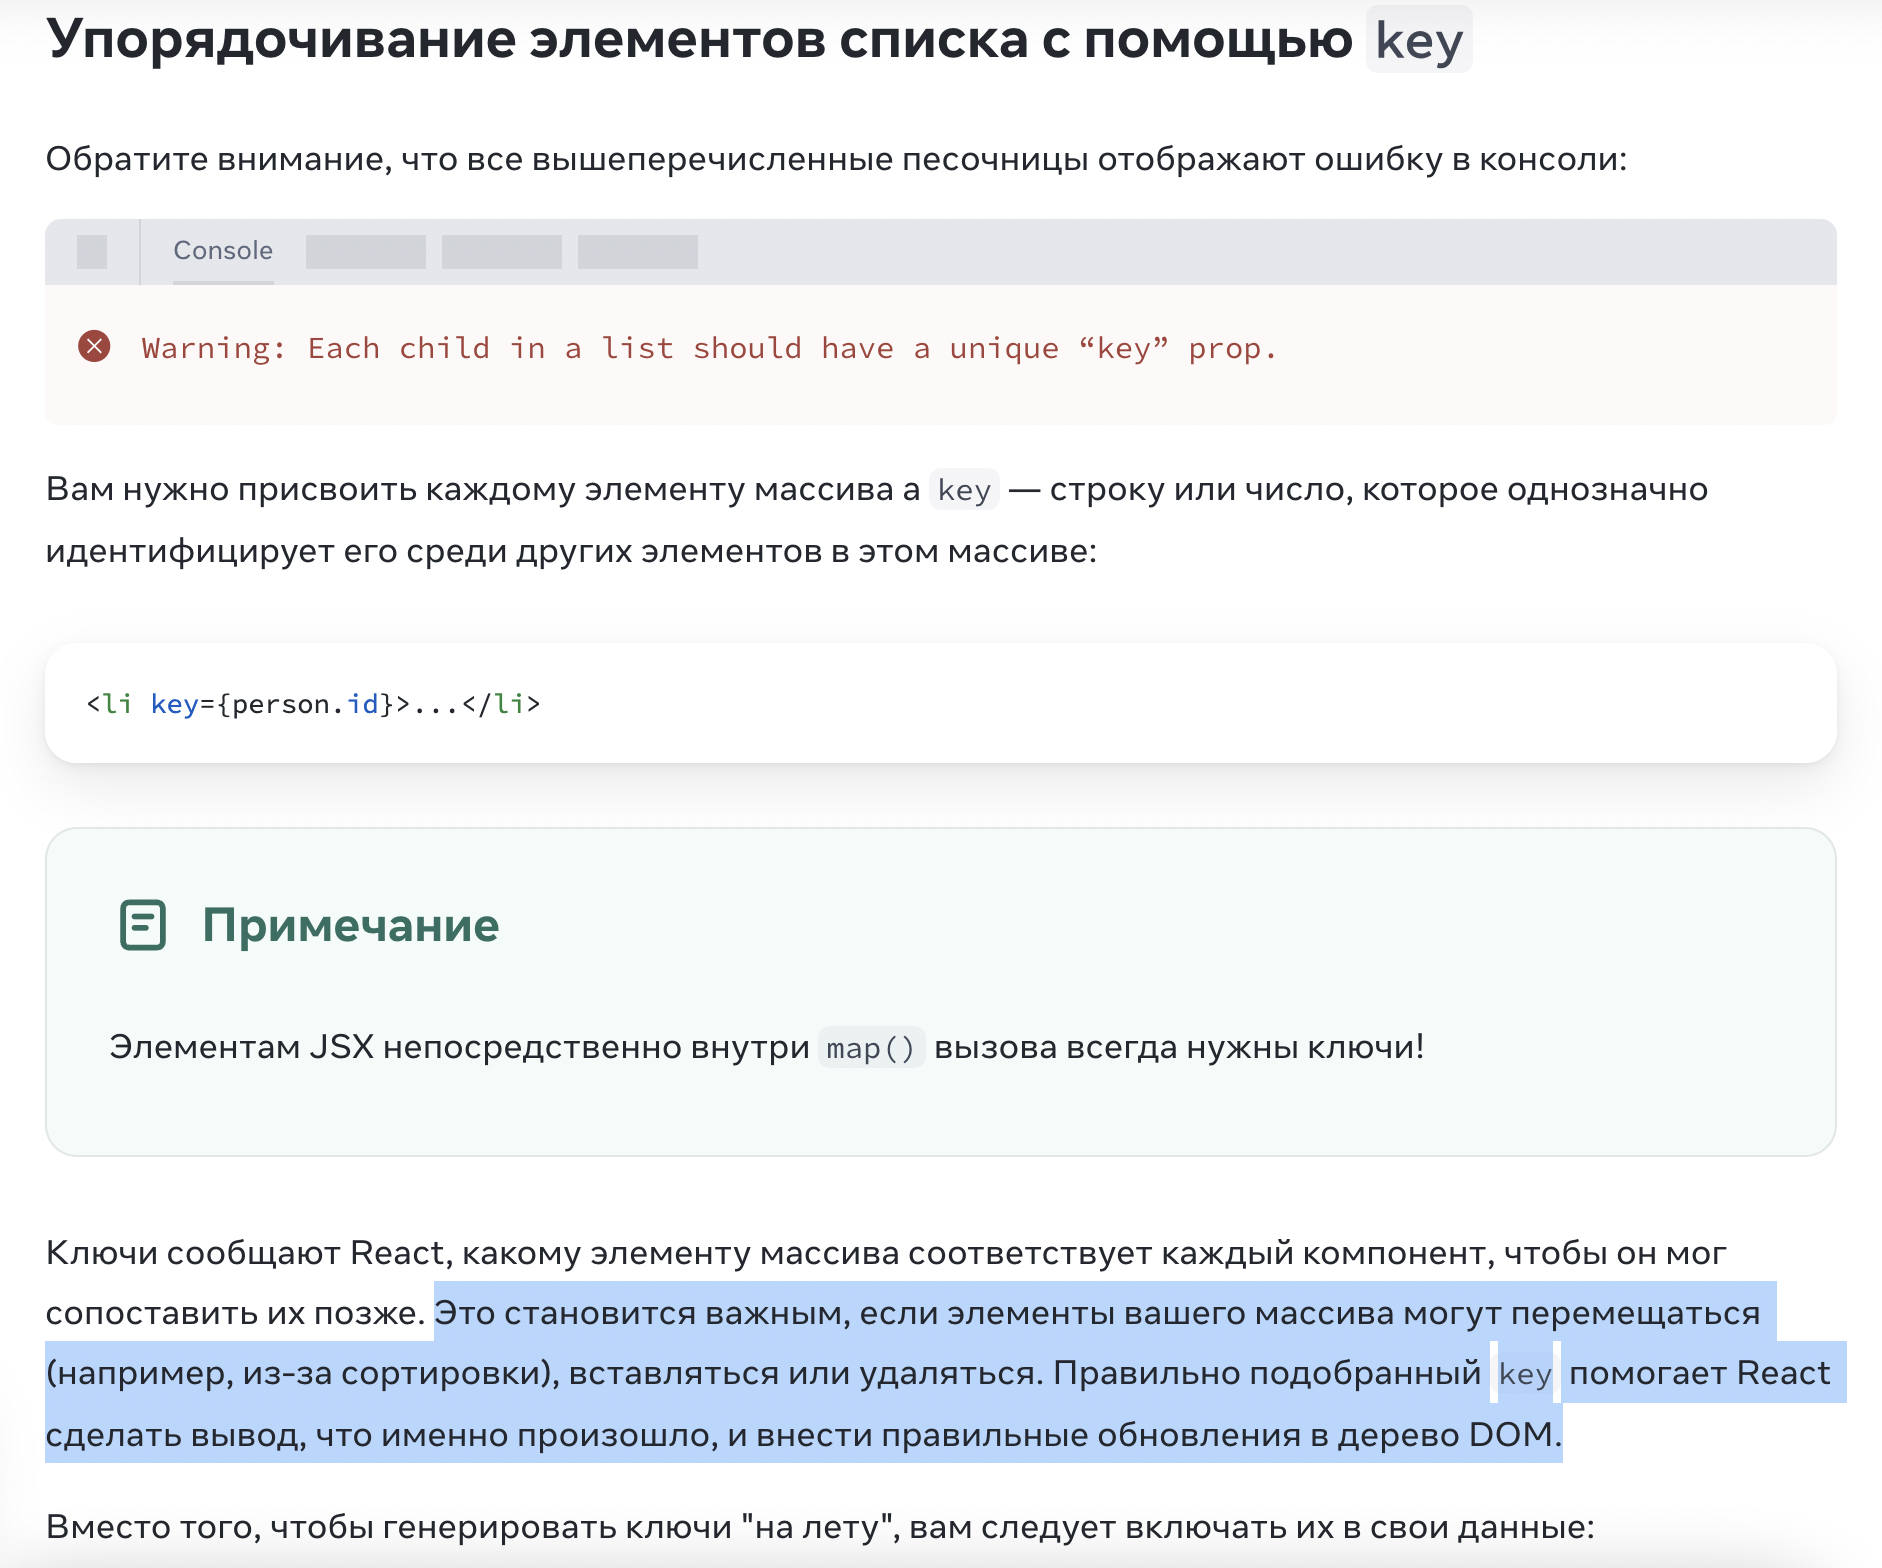 Упорядочивание элементов списка с помощью key
Обратите внимание, что все вышеперечисленные песочницы отображают ошибку в консоли:
Console
Warning: Each child in a list should have a unique “key” prop.
Вам нужно присвоить каждому элементу массива a key — строку или число, которое однозначно
идентифицирует его среди других элементов в этом массиве:
<li key={person.id}>...</li>
Примечание
Элементам JSX непосредственно внутри map() вызова всегда нужны ключи!
Ключи сообщают React, какому элементу массива соответствует каждый компонент, чтобы он мог
сопоставить их позже. Это становится важным, если элементы вашего массива могут перемещаться
(например, из-за сортировки), вставляться или удаляться. Правильно подобранный key помогает React
сделать вывод, что именно произошло, и внести правильные обновления в дерево DOM.
Вместо того, чтобы генерировать ключи "на лету", вам следует включать их в свои данные: